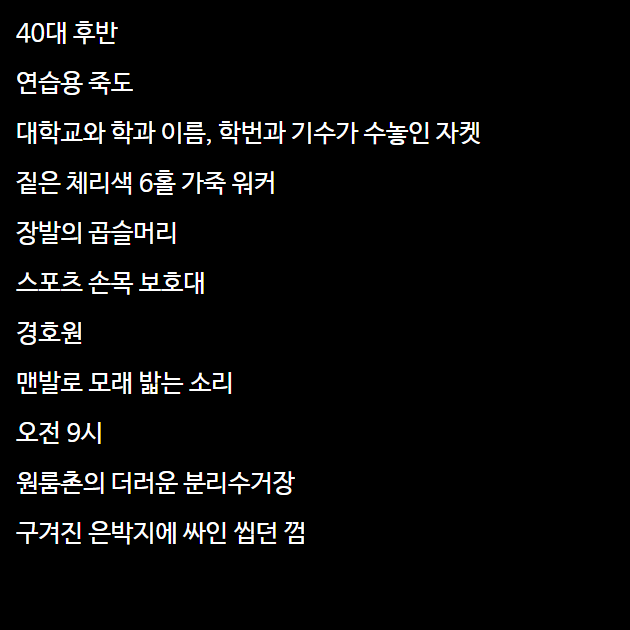 40대 후반
연습용 죽도
대학교와 학과 이름, 학번과 기수가 수놓인 자켓
짙은 체리색 6홀 가죽 워커
장발의 곱슬머리
스포츠 손목 보호대
경호원
맨발로 모래 밟는 소리
오전 9시
원룸촌의 더러운 분리수거장
구겨진 은박지에 싸인 씹던 껌